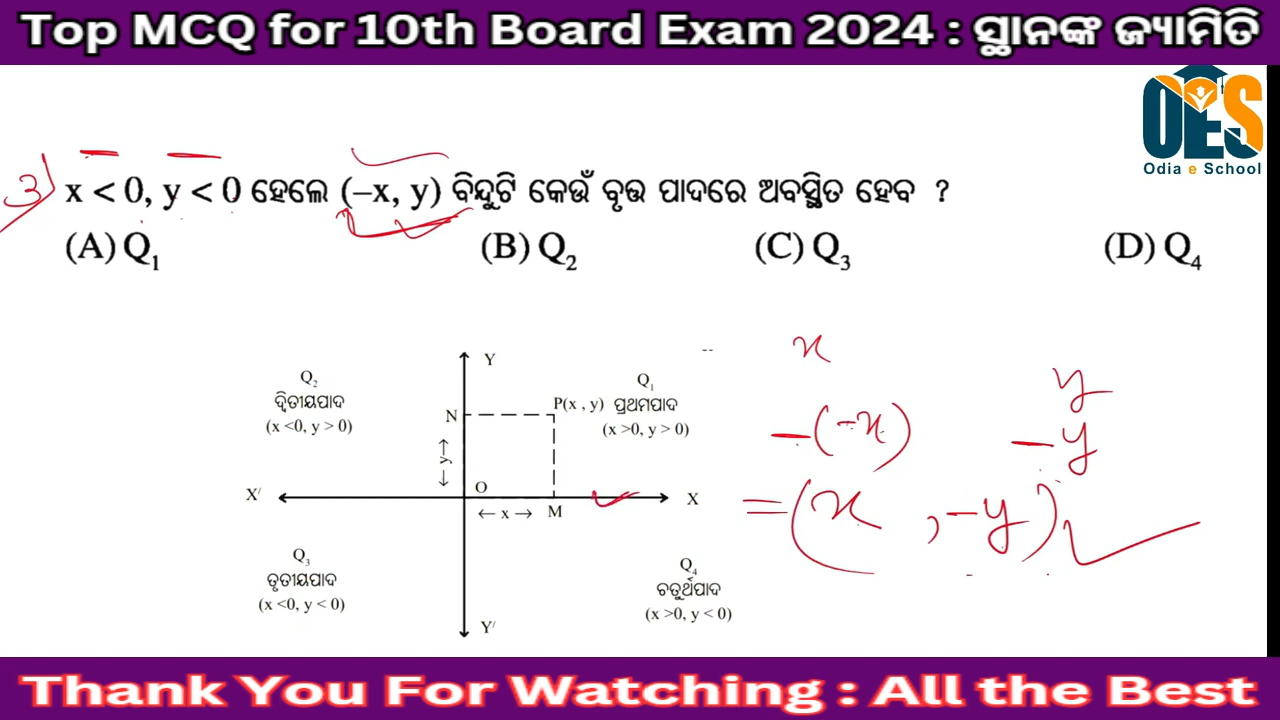 Top MCQ for 10th Board Exam 2024 : ସ୍ଥାନଙ୍କ ଜ୍ୟାମିତି
OES
Odia e School
3) x < 0, y < 0 ହେଲେ (–x, y) ବିନ୍ଦୁଟି କେଉଁ ବୃତ୍ତ ପାଦରେ ଅବସ୍ଥିତ ହେବ ?
(A) Q₁ (B) Q₂ (C) Q₃ (D) Q₄
Y
Q₂
ଦ୍ୱିତୀୟପାଦ
(x <0, y > 0)
Q₁
P(x , y) ପ୍ରଥମପାଦ
(x >0, y > 0)
N
← y →
O
X′
X
← x → M
Q₃
ତୃତୀୟପାଦ
(x <0, y < 0)
Q₄
ଚତୁର୍ଥପାଦ
(x >0, y < 0)
Y′
x y
–(–x) –y
=(x , –y)
Thank You For Watching : All the Best